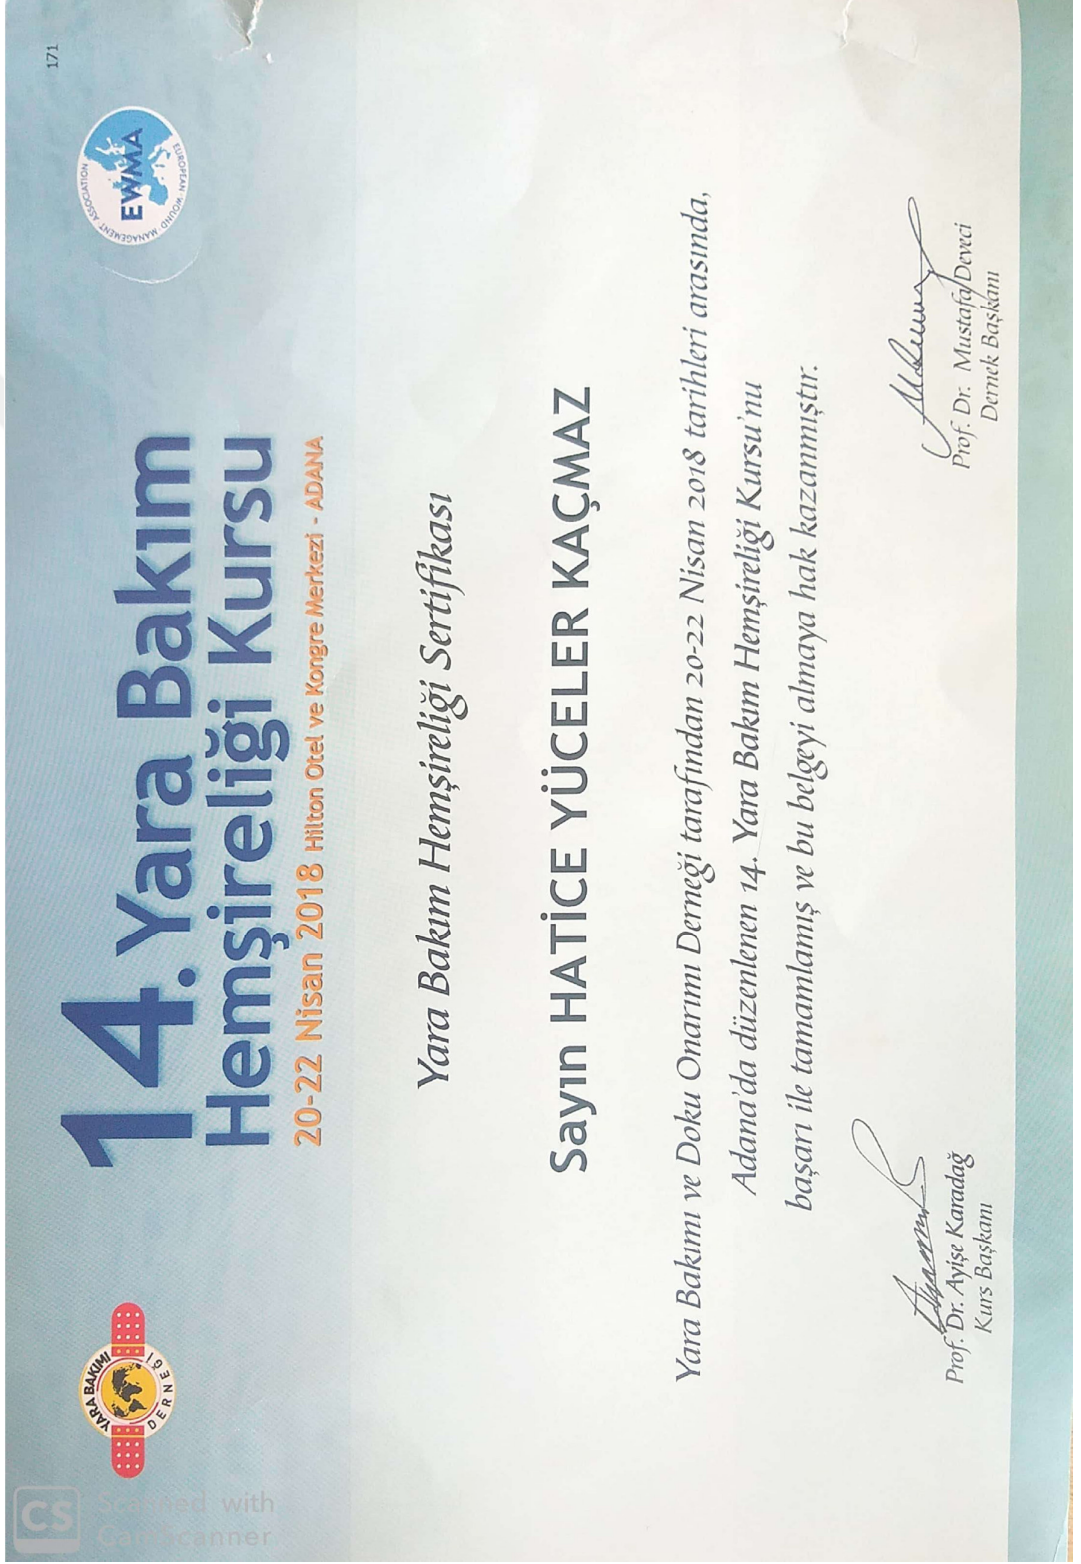 171
YARA BAKIMI
DERNEĞİ
14. Yara Bakım
Hemşireliği Kursu
20-22 Nisan 2018 Hilton Otel ve Kongre Merkezi - ADANA
EUROPEAN WOUND MANAGEMENT ASSOCIATION
EWMA
Yara Bakım Hemşireliği Sertifikası
Sayın HATİCE YÜCELER KAÇMAZ
Yara Bakımı ve Doku Onarımı Derneği tarafından 20-22 Nisan 2018 tarihleri arasında,
Adana'da düzenlenen 14. Yara Bakım Hemşireliği Kursu'nu
başarı ile tamamlamış ve bu belgeyi almaya hak kazanmıştır.
Prof. Dr. Ayişe Karadağ
Kurs Başkanı
Prof. Dr. Mustafa Deveci
Dernek Başkanı
CS Scanned with
CamScanner